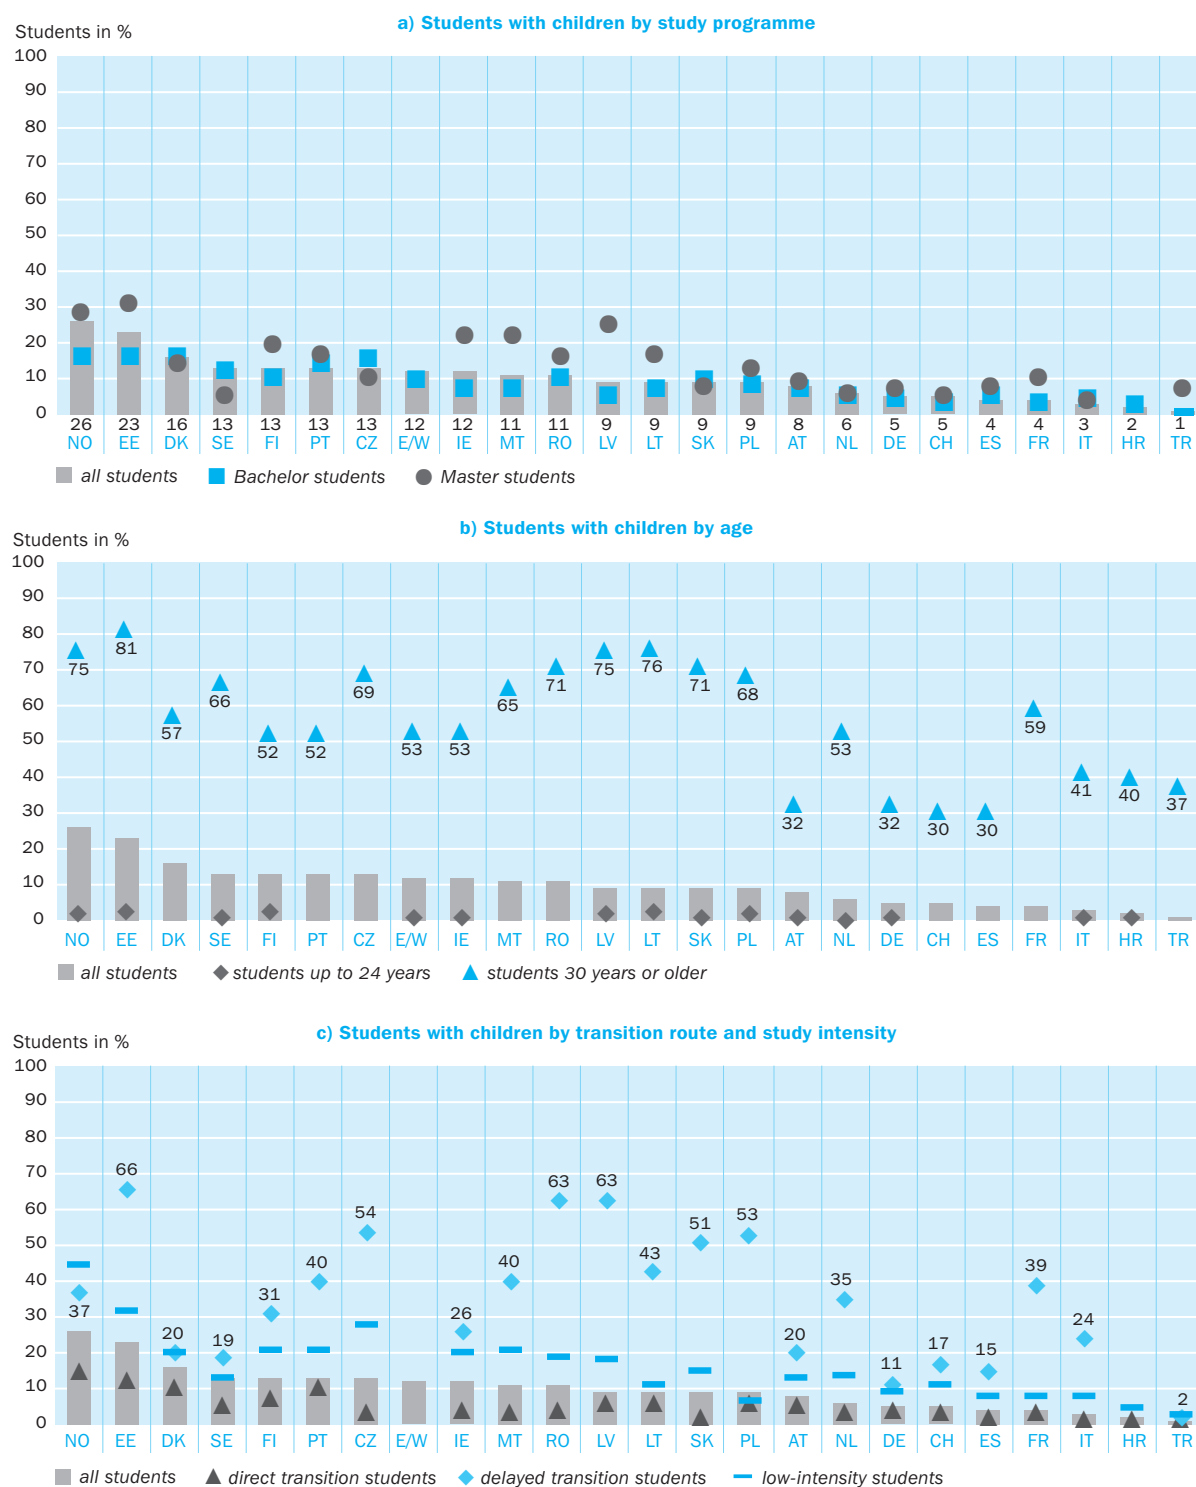 a) Students with children by study programme
Students in %
100
90
80
70
60
50
40
30
20
10
0
26 23 16 13 13 13 13 12 12 11 11 9 9 9 9 8 6 5 5 4 4 3 2 1
NO EE DK SE FI PT CZ E/W IE MT RO LV LT SK PL AT NL DE CH ES FR IT HR TR
all students Bachelor students Master students
b) Students with children by age
Students in %
100
90
80
70
60
50
40
30
20
10
0
75 81 57 66 52 52 69 53 53 65 71 75 76 71 68 32 53 32 30 30 59 41 40 37
NO EE DK SE FI PT CZ E/W IE MT RO LV LT SK PL AT NL DE CH ES FR IT HR TR
all students students up to 24 years students 30 years or older
c) Students with children by transition route and study intensity
Students in %
100
90
80
70
60
50
40
30
20
10
0
37 66 20 19 31 40 54 26 40 63 63 43 51 53 20 35 11 17 15 39 24 2
NO EE DK SE FI PT CZ E/W IE MT RO LV LT SK PL AT NL DE CH ES FR IT HR TR
all students direct transition students delayed transition students low-intensity students